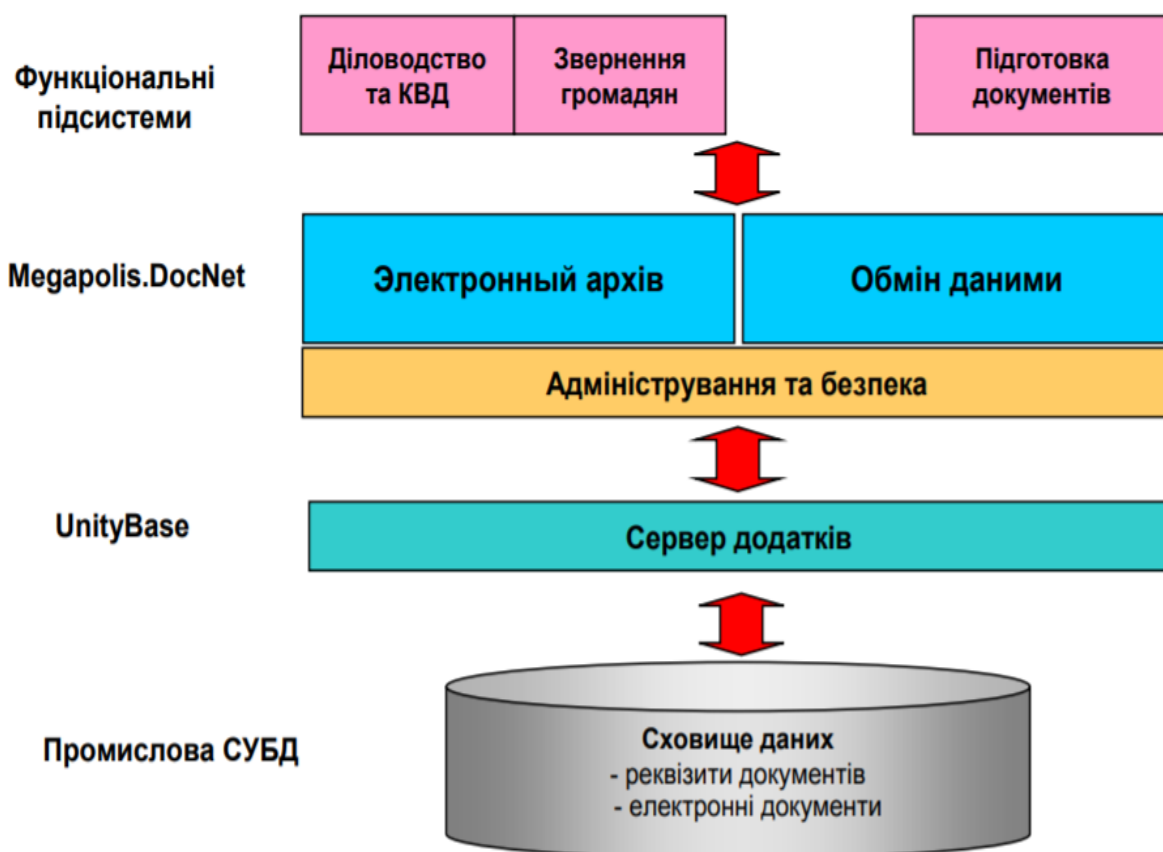 Функціональні
підсистеми
Діловодство
та КВД
Звернення
громадян
Підготовка
документів
Megapolis.DocNet
Электронный архів
Обмін даними
Адміністрування та безпека
UnityBase
Сервер додатків
Промислова СУБД
Сховище даних
- реквізити документів
- електронні документи